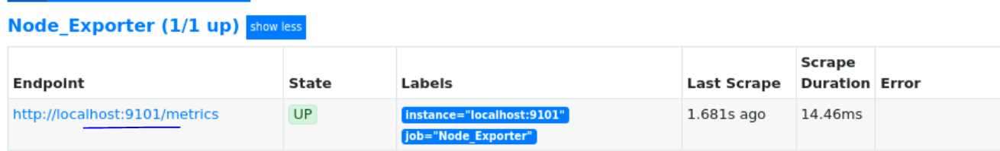 Node_Exporter (1/1 up) show less
Endpoint State Labels Last Scrape Scrape Duration Error
http://localhost:9101/metrics UP instance="localhost:9101" 1.681s ago 14.46ms
job="Node_Exporter"